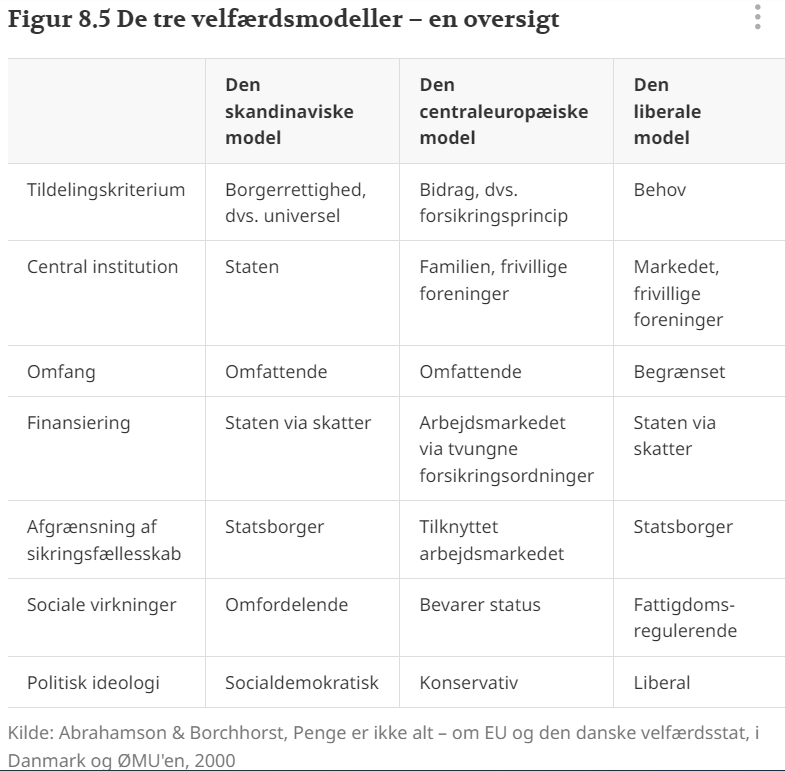 Figur 8.5 De tre velfærdsmodeller – en oversigt
Den
skandinaviske
model
Den
centraleuropæiske
model
Den
liberale
model
Tildelingskriterium
Borgerrettighed,
dvs. universel
Bidrag, dvs.
forsikringsprincip
Behov
Central institution
Staten
Familien, frivillige
foreninger
Markedet,
frivillige
foreninger
Omfang
Omfattende
Omfattende
Begrænset
Finansiering
Staten via skatter
Arbejdsmarkedet
via tvungne
forsikringsordninger
Staten via
skatter
Afgrænsning af
sikringsfællesskab
Statsborger
Tilknyttet
arbejdsmarkedet
Statsborger
Sociale virkninger
Omfordelende
Bevarer status
Fattigdoms-
regulerende
Politisk ideologi
Socialdemokratisk
Konservativ
Liberal
Kilde: Abrahamson & Borchhorst, Penge er ikke alt – om EU og den danske velfærdsstat, i
Danmark og ØMU'en, 2000